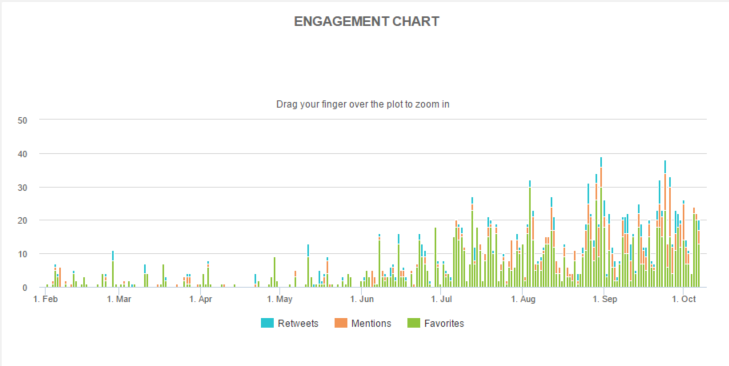 ENGAGEMENT CHART
Drag your finger over the plot to zoom in
50
40
30
20
10
0
1. Feb 1. Mar 1. Apr 1. May 1. Jun 1. Jul 1. Aug 1. Sep 1. Oct
Retweets Mentions Favorites